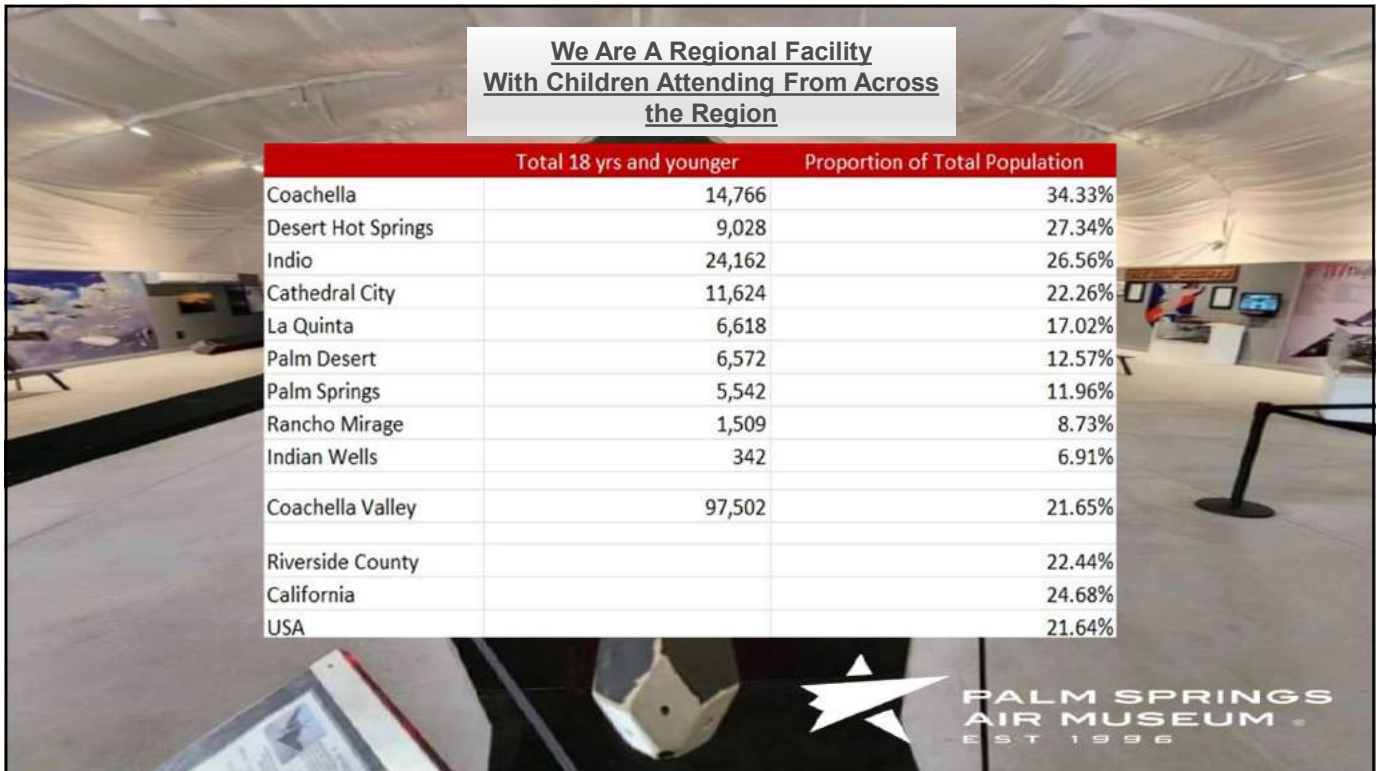 We Are A Regional Facility
With Children Attending From Across
the Region
Total 18 yrs and younger Proportion of Total Population
Coachella 14,766 34.33%
Desert Hot Springs 9,028 27.34%
Indio 24,162 26.56%
Cathedral City 11,624 22.26%
La Quinta 6,618 17.02%
Palm Desert 6,572 12.57%
Palm Springs 5,542 11.96%
Rancho Mirage 1,509 8.73%
Indian Wells 342 6.91%
Coachella Valley 97,502 21.65%
Riverside County 22.44%
California 24.68%
USA 21.64%
PALM SPRINGS
AIR MUSEUM
EST 1996